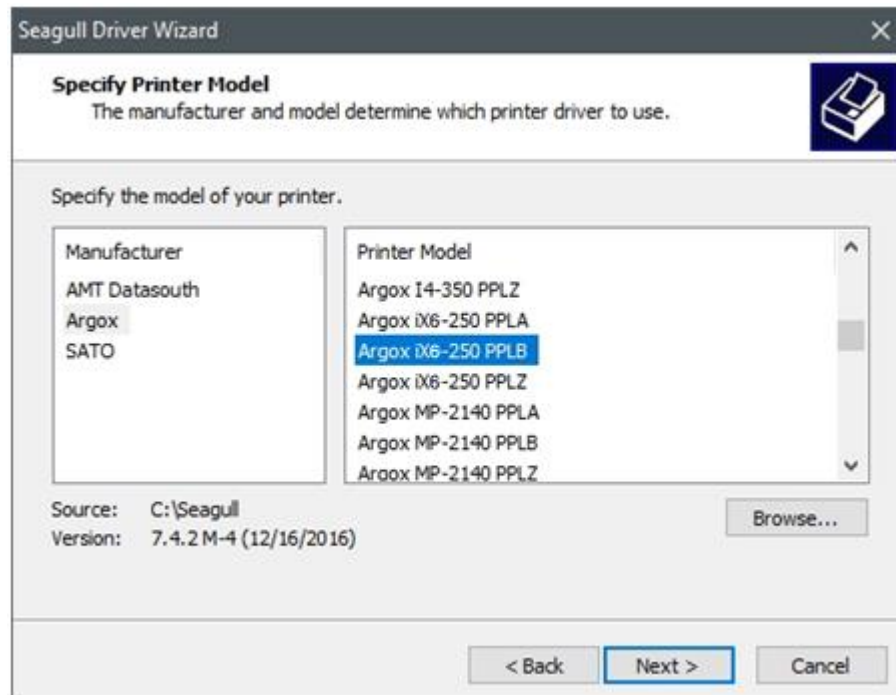 Seagull Driver Wizard
Specify Printer Model
The manufacturer and model determine which printer driver to use.
Specify the model of your printer.
Manufacturer
AMT Datasouth
Argox
SATO
Printer Model
Argox I4-350 PPLZ
Argox iX6-250 PPLA
Argox iX6-250 PPLB
Argox iX6-250 PPLZ
Argox MP-2140 PPLA
Argox MP-2140 PPLB
Argox MP-2140 PPLZ
Source: C:\Seagull
Version: 7.4.2 M-4 (12/16/2016)
Browse...
< Back Next > Cancel